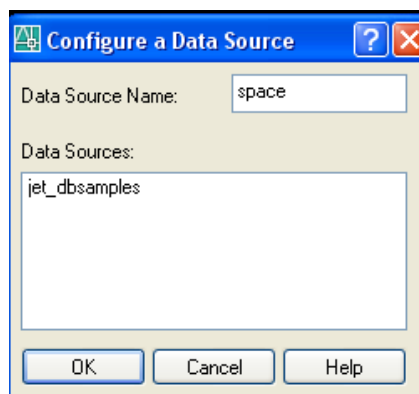 Configure a Data Source
Data Source Name: space
Data Sources:
jet_dbsamples
OK Cancel Help